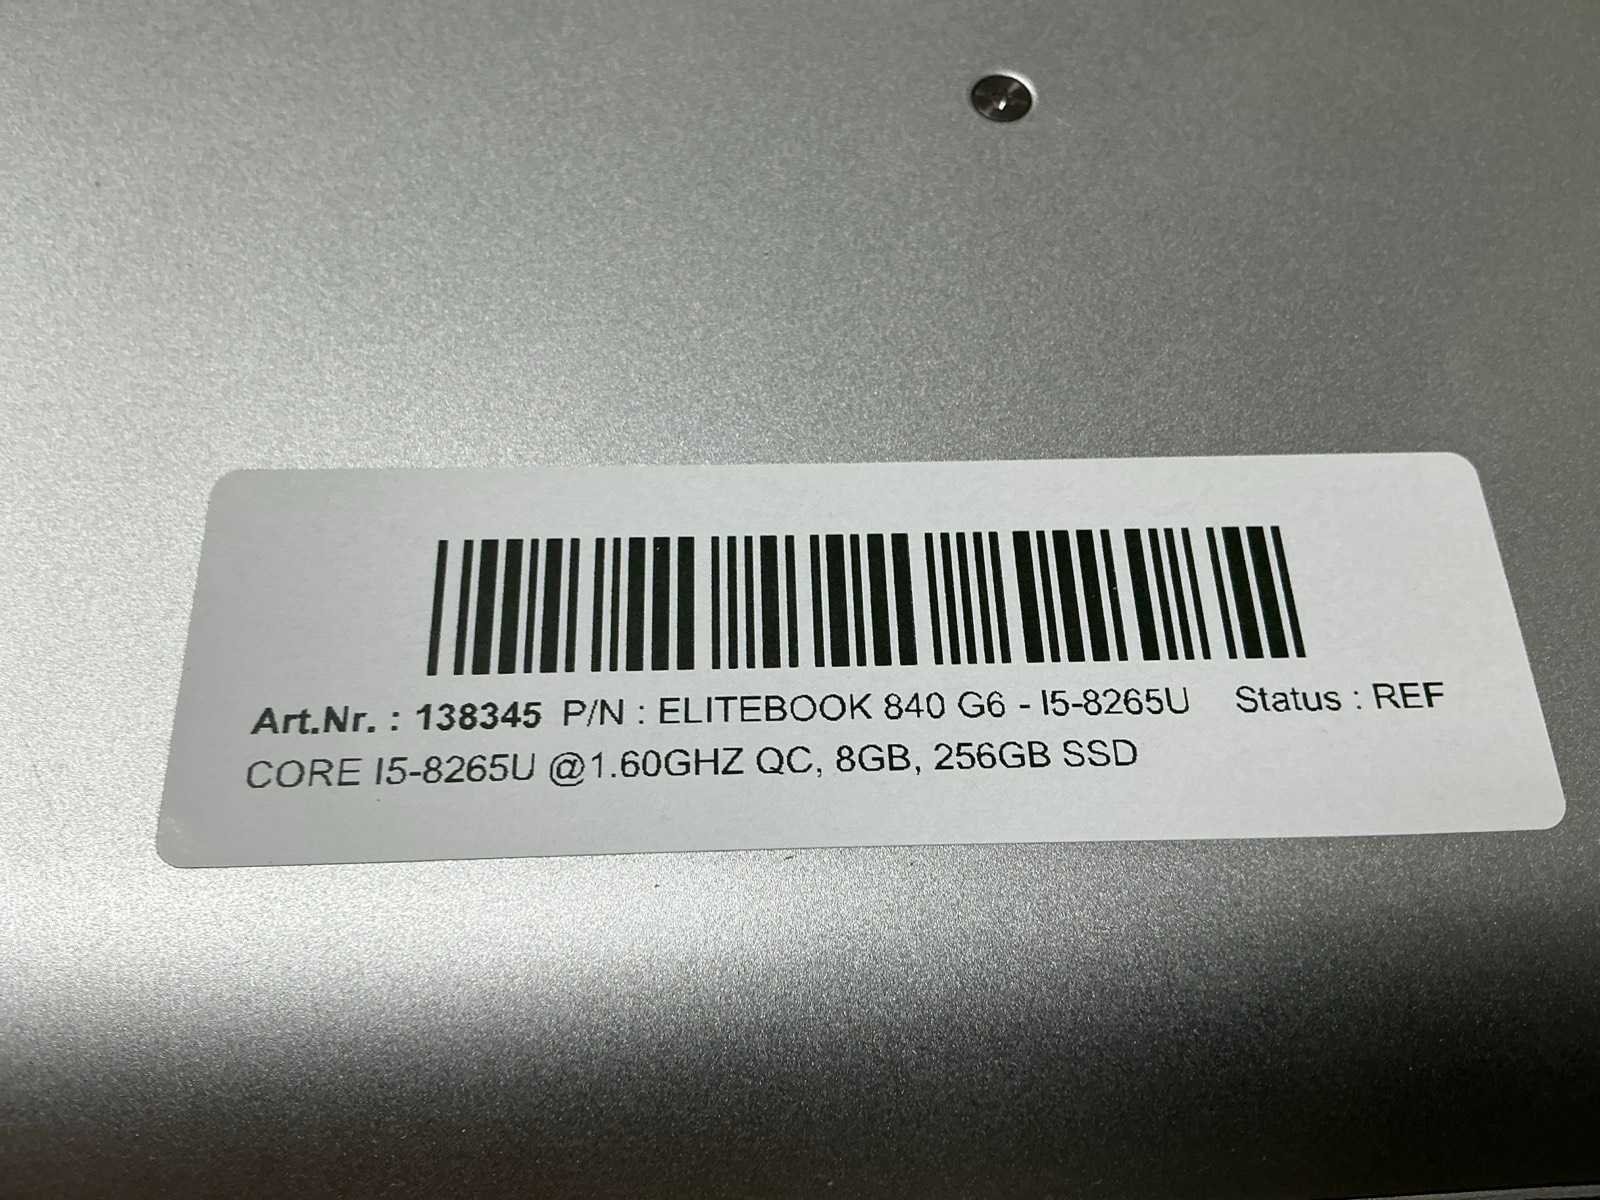 Art.Nr. : 138345 P/N : ELITEBOOK 840 G6 - I5-8265U Status : REF
CORE I5-8265U @1.60GHZ QC, 8GB, 256GB SSD